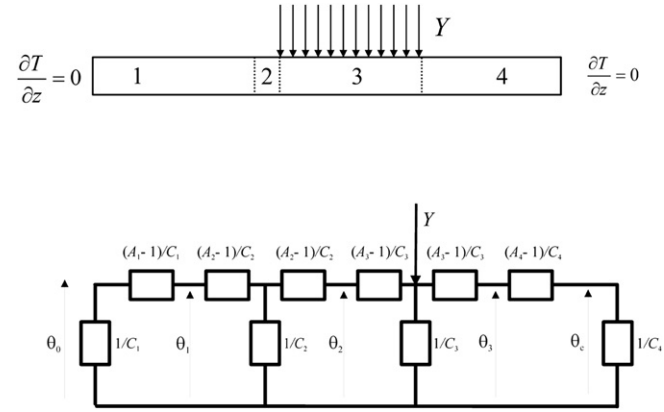 Y
∂T/∂z = 0
1 2 3 4
∂T/∂z = 0
Y
(A₁- 1)/C₁ (A₂- 1)/C₂ (A₂- 1)/C₂ (A₃- 1)/C₃ (A₃- 1)/C₃ (A₄- 1)/C₄
θ₀ 1/C₁ θ₁ 1/C₂ θ₂ 1/C₃ θ₃ θₑ 1/C₄